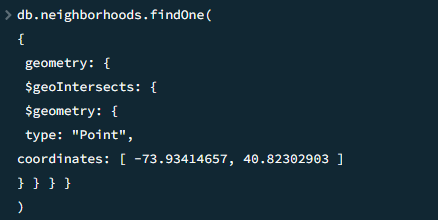 > db.neighborhoods.findOne(
{
geometry: {
$geoIntersects: {
$geometry: {
type: "Point",
coordinates: [ -73.93414657, 40.82302903 ]
} } } }
)